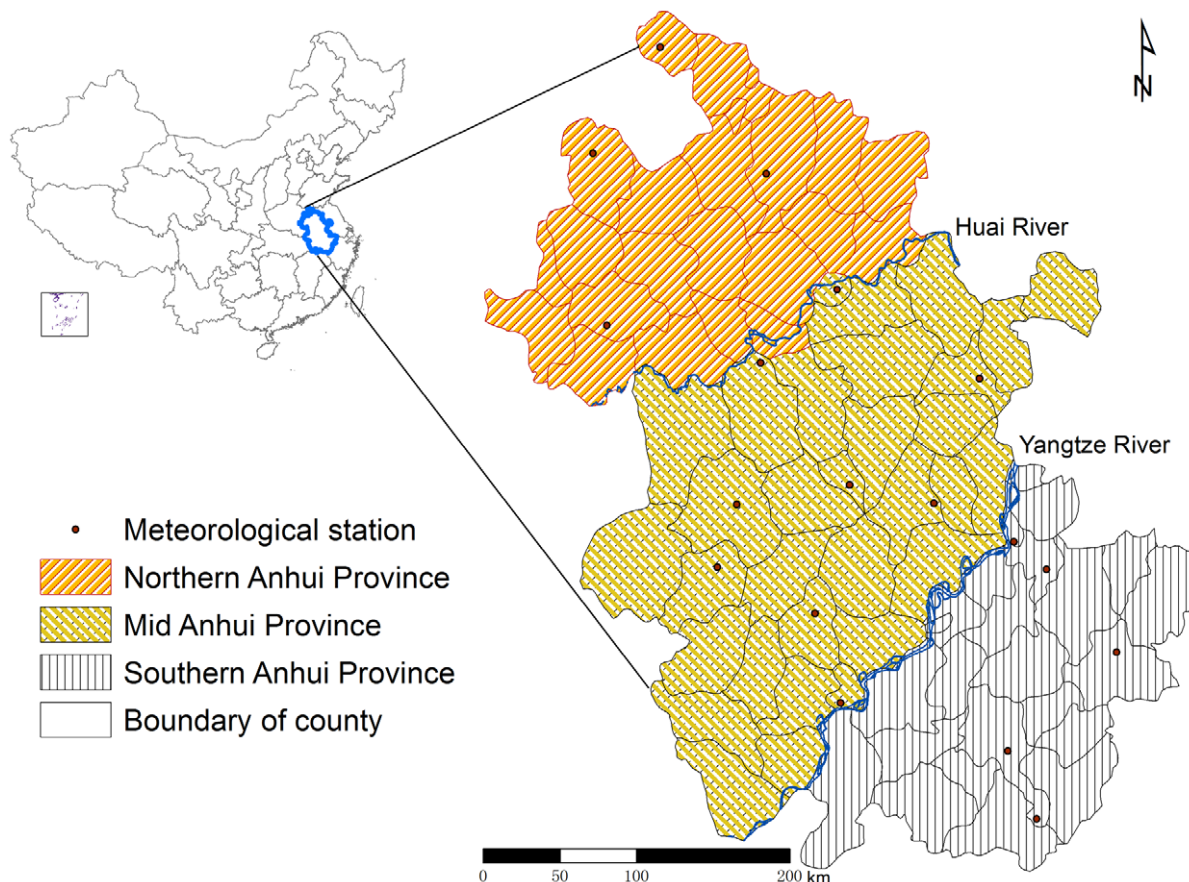 N
Huai River
Yangtze River
Meteorological station
Northern Anhui Province
Mid Anhui Province
Southern Anhui Province
Boundary of county
0 50 100 200 km